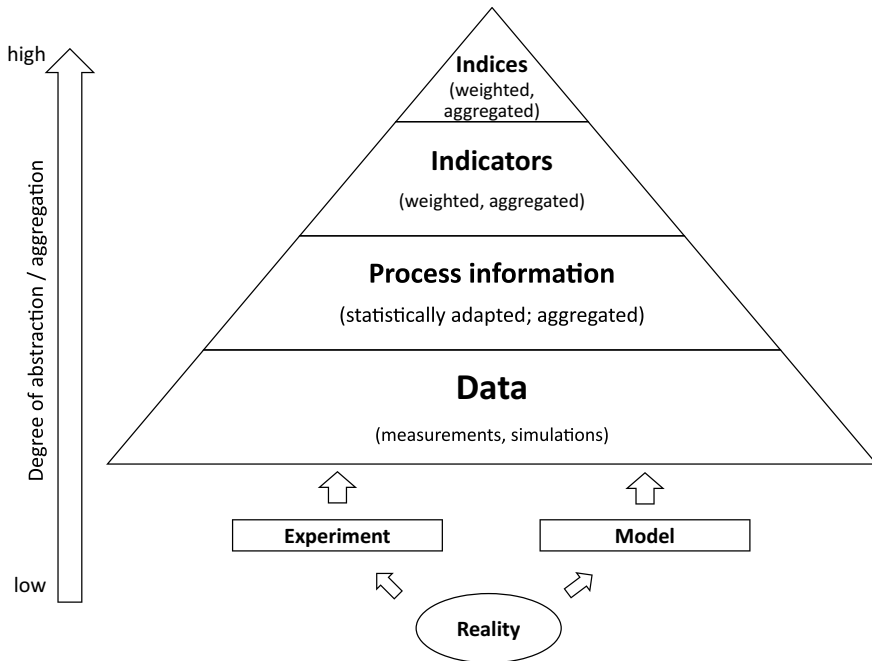 high
Indices
(weighted,
aggregated)
Indicators
(weighted, aggregated)
Degree of abstraction / aggregation
Process information
(statistically adapted; aggregated)
Data
(measurements, simulations)
Experiment
Model
low
Reality